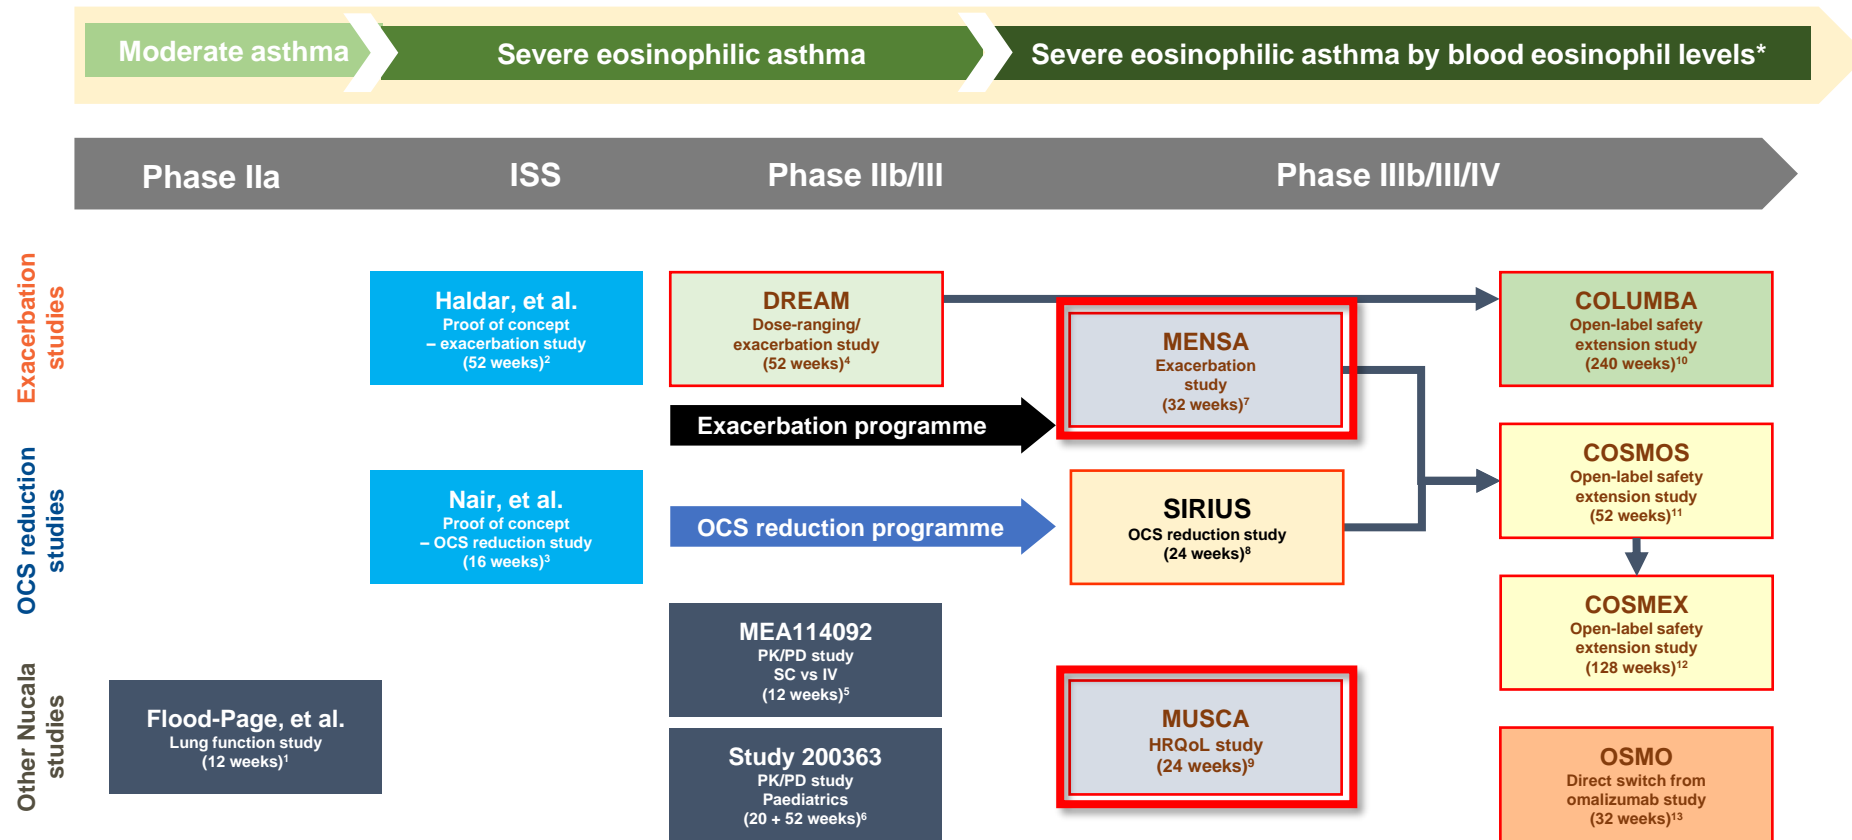 Moderate asthma
Severe eosinophilic asthma
Severe eosinophilic asthma by blood eosinophil levels*
Phase IIa
ISS
Phase IIb/III
Phase IIIb/III/IV
Exacerbation
studies
Haldar, et al.
Proof of concept
– exacerbation study
(52 weeks)²
DREAM
Dose-ranging/
exacerbation study
(52 weeks)⁴
MENSA
Exacerbation
study
(32 weeks)⁷
COLUMBA
Open-label safety
extension study
(240 weeks)¹⁰
Exacerbation programme
COSMOS
Open-label safety
extension study
(52 weeks)¹¹
OCS reduction
studies
Nair, et al.
Proof of concept
– OCS reduction study
(16 weeks)³
OCS reduction programme
SIRIUS
OCS reduction study
(24 weeks)⁸
COSMEX
Open-label safety
extension study
(128 weeks)¹²
Other Nucala
studies
Flood-Page, et al.
Lung function study
(12 weeks)¹
MEA114092
PK/PD study
SC vs IV
(12 weeks)⁵
Study 200363
PK/PD study
Paediatrics
(20 + 52 weeks)⁶
MUSCA
HRQoL study
(24 weeks)⁹
OSMO
Direct switch from
omalizumab study
(32 weeks)¹³